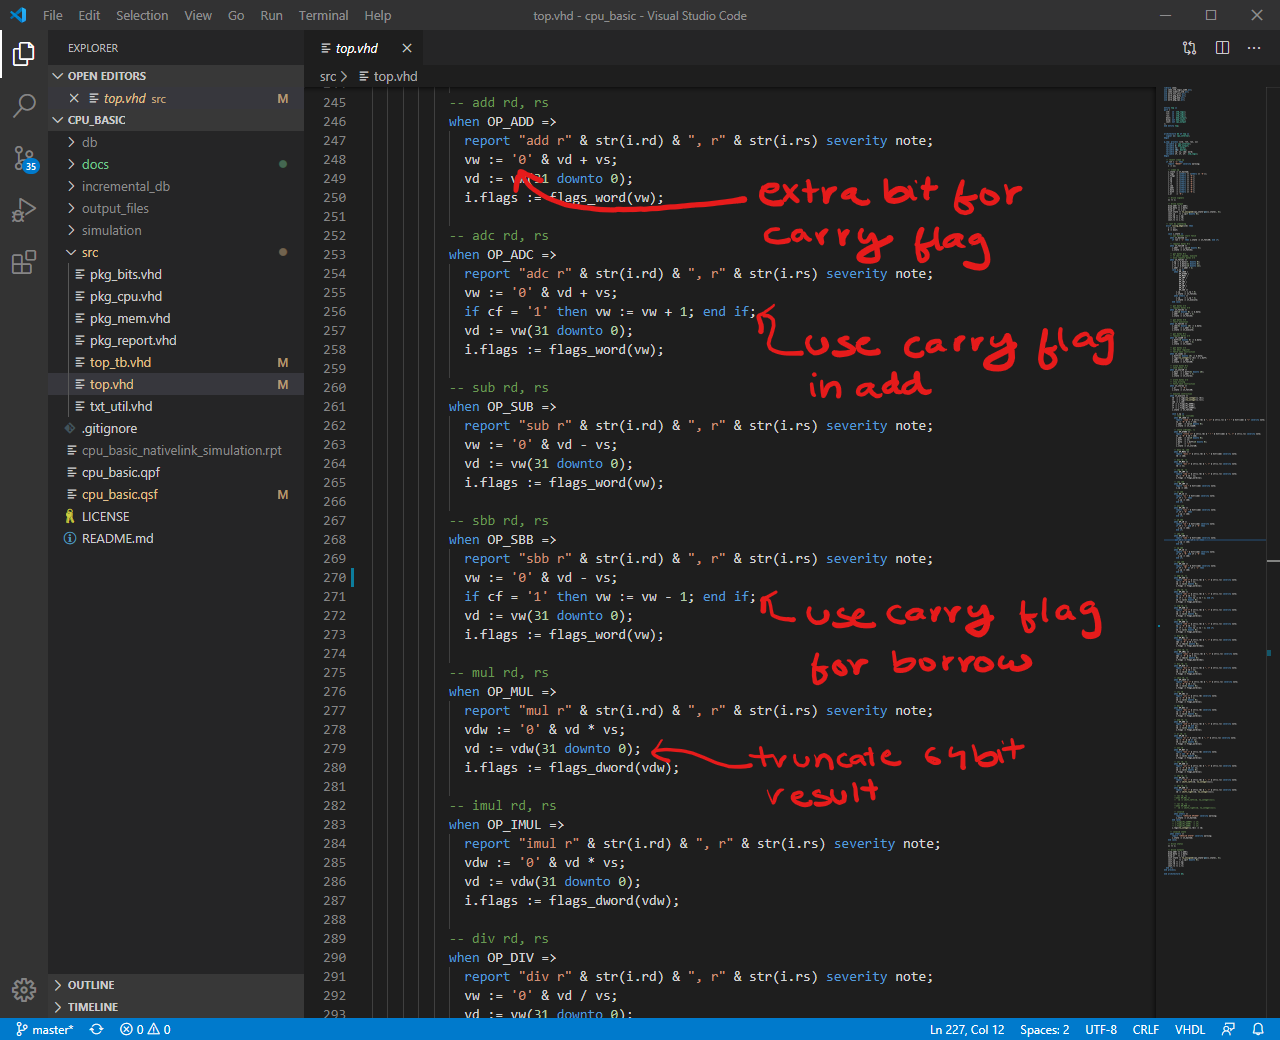 File Edit Selection View Go Run Terminal Help
top.vhd - cpu_basic - Visual Studio Code
EXPLORER
OPEN EDITORS
top.vhd src M
CPU_BASIC
db
docs
incremental_db
output_files
simulation
src
pkg_bits.vhd
pkg_cpu.vhd
pkg_mem.vhd
pkg_report.vhd
top_tb.vhd M
top.vhd M
txt_util.vhd
.gitignore
cpu_basic_nativelink_simulation.rpt
cpu_basic.qpf
cpu_basic.qsf M
LICENSE
README.md
OUTLINE
TIMELINE
35
top.vhd
src > top.vhd
245 -- add rd, rs
246 when OP_ADD =>
247 report "add r" & str(i.rd) & ", r" & str(i.rs) severity note;
248 vw := '0' & vd + vs;
249 vd := vw(31 downto 0);
250 i.flags := flags_word(vw);
251
252 -- adc rd, rs
253 when OP_ADC =>
254 report "adc r" & str(i.rd) & ", r" & str(i.rs) severity note;
255 vw := '0' & vd + vs;
256 if cf = '1' then vw := vw + 1; end if;
257 vd := vw(31 downto 0);
258 i.flags := flags_word(vw);
259
260 -- sub rd, rs
261 when OP_SUB =>
262 report "sub r" & str(i.rd) & ", r" & str(i.rs) severity note;
263 vw := '0' & vd - vs;
264 vd := vw(31 downto 0);
265 i.flags := flags_word(vw);
266
267 -- sbb rd, rs
268 when OP_SBB =>
269 report "sbb r" & str(i.rd) & ", r" & str(i.rs) severity note;
270 vw := '0' & vd - vs;
271 if cf = '1' then vw := vw - 1; end if;
272 vd := vw(31 downto 0);
273 i.flags := flags_word(vw);
274
275 -- mul rd, rs
276 when OP_MUL =>
277 report "mul r" & str(i.rd) & ", r" & str(i.rs) severity note;
278 vdw := '0' & vd * vs;
279 vd := vdw(31 downto 0);
280 i.flags := flags_dword(vdw);
281
282 -- imul rd, rs
283 when OP_IMUL =>
284 report "imul r" & str(i.rd) & ", r" & str(i.rs) severity note;
285 vdw := '0' & vd * vs;
286 vd := vdw(31 downto 0);
287 i.flags := flags_dword(vdw);
288
289 -- div rd, rs
290 when OP_DIV =>
291 report "div r" & str(i.rd) & ", r" & str(i.rs) severity note;
292 vw := '0' & vd / vs;
293 vd := vw(31 downto 0);
extra bit for
carry flag
use carry flag
in add
use carry flag
for borrow
truncate 64bit
result
master* 0 0 Ln 227, Col 12 Spaces: 2 UTF-8 CRLF VHDL